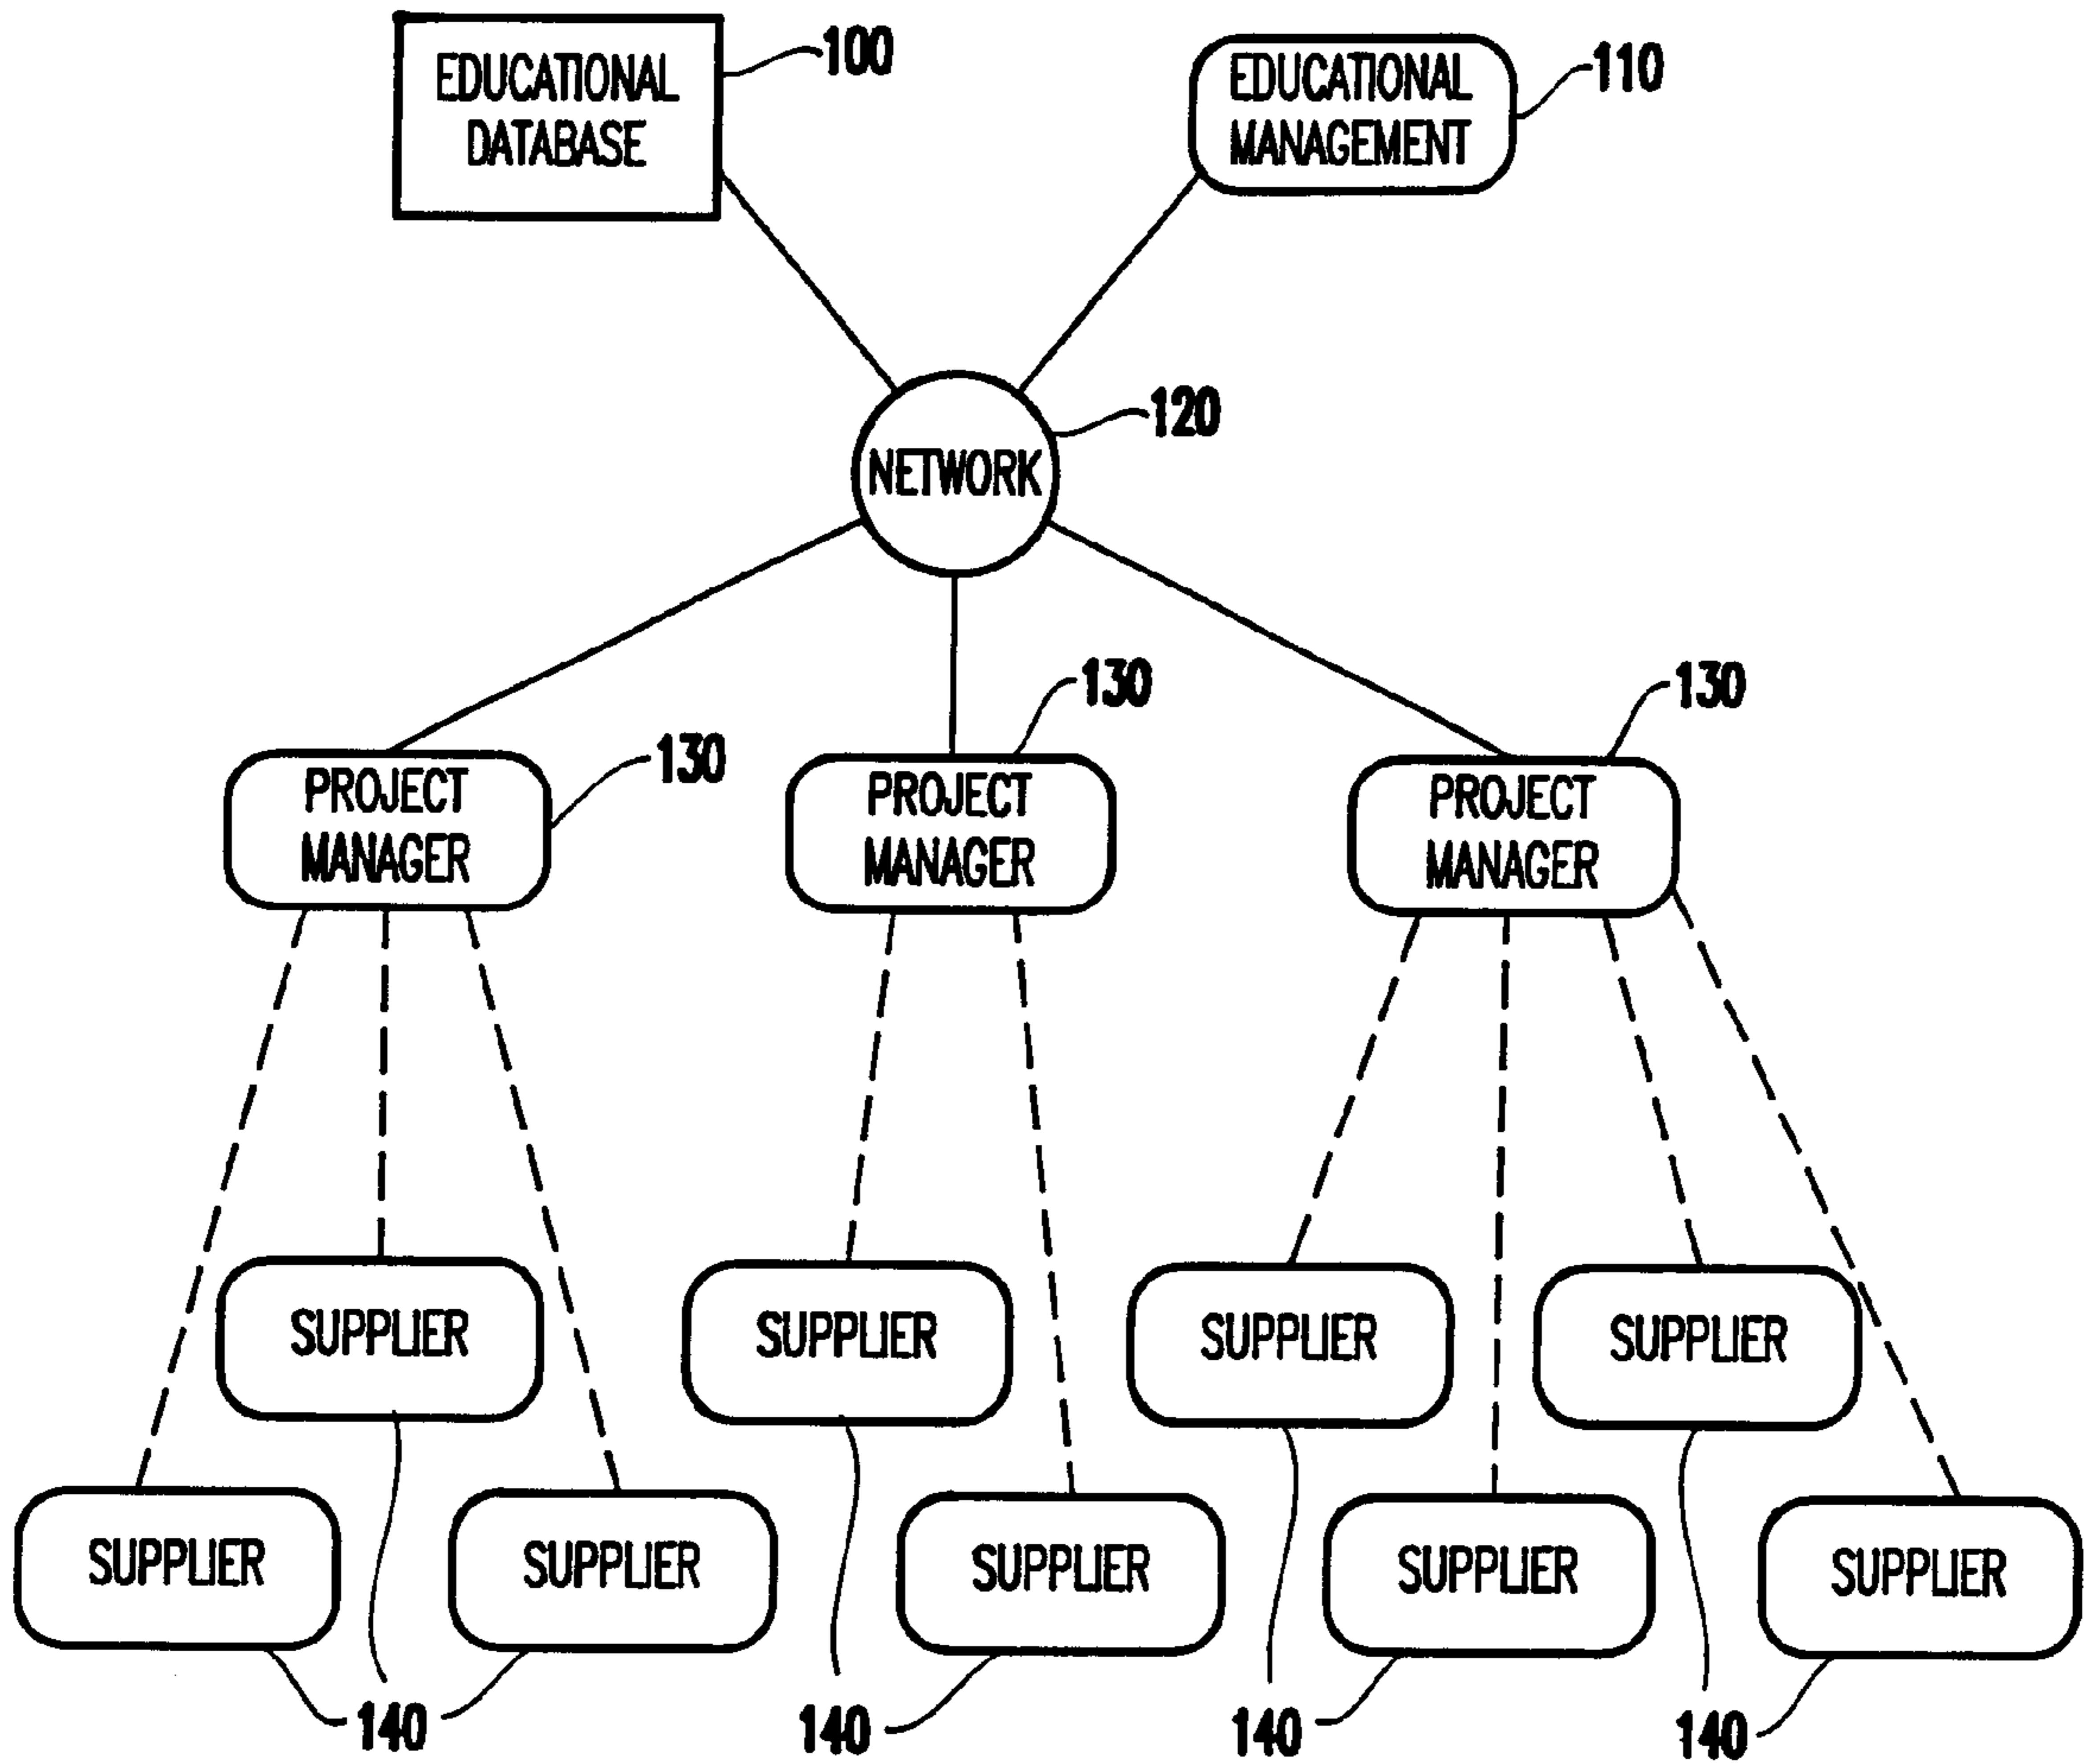 EDUCATIONAL
DATABASE
100
EDUCATIONAL
MANAGEMENT
110
NETWORK
120
PROJECT
MANAGER
130
PROJECT
MANAGER
130
PROJECT
MANAGER
130
SUPPLIER
SUPPLIER
SUPPLIER
SUPPLIER
SUPPLIER
SUPPLIER
SUPPLIER
SUPPLIER
SUPPLIER
140
140
140
140